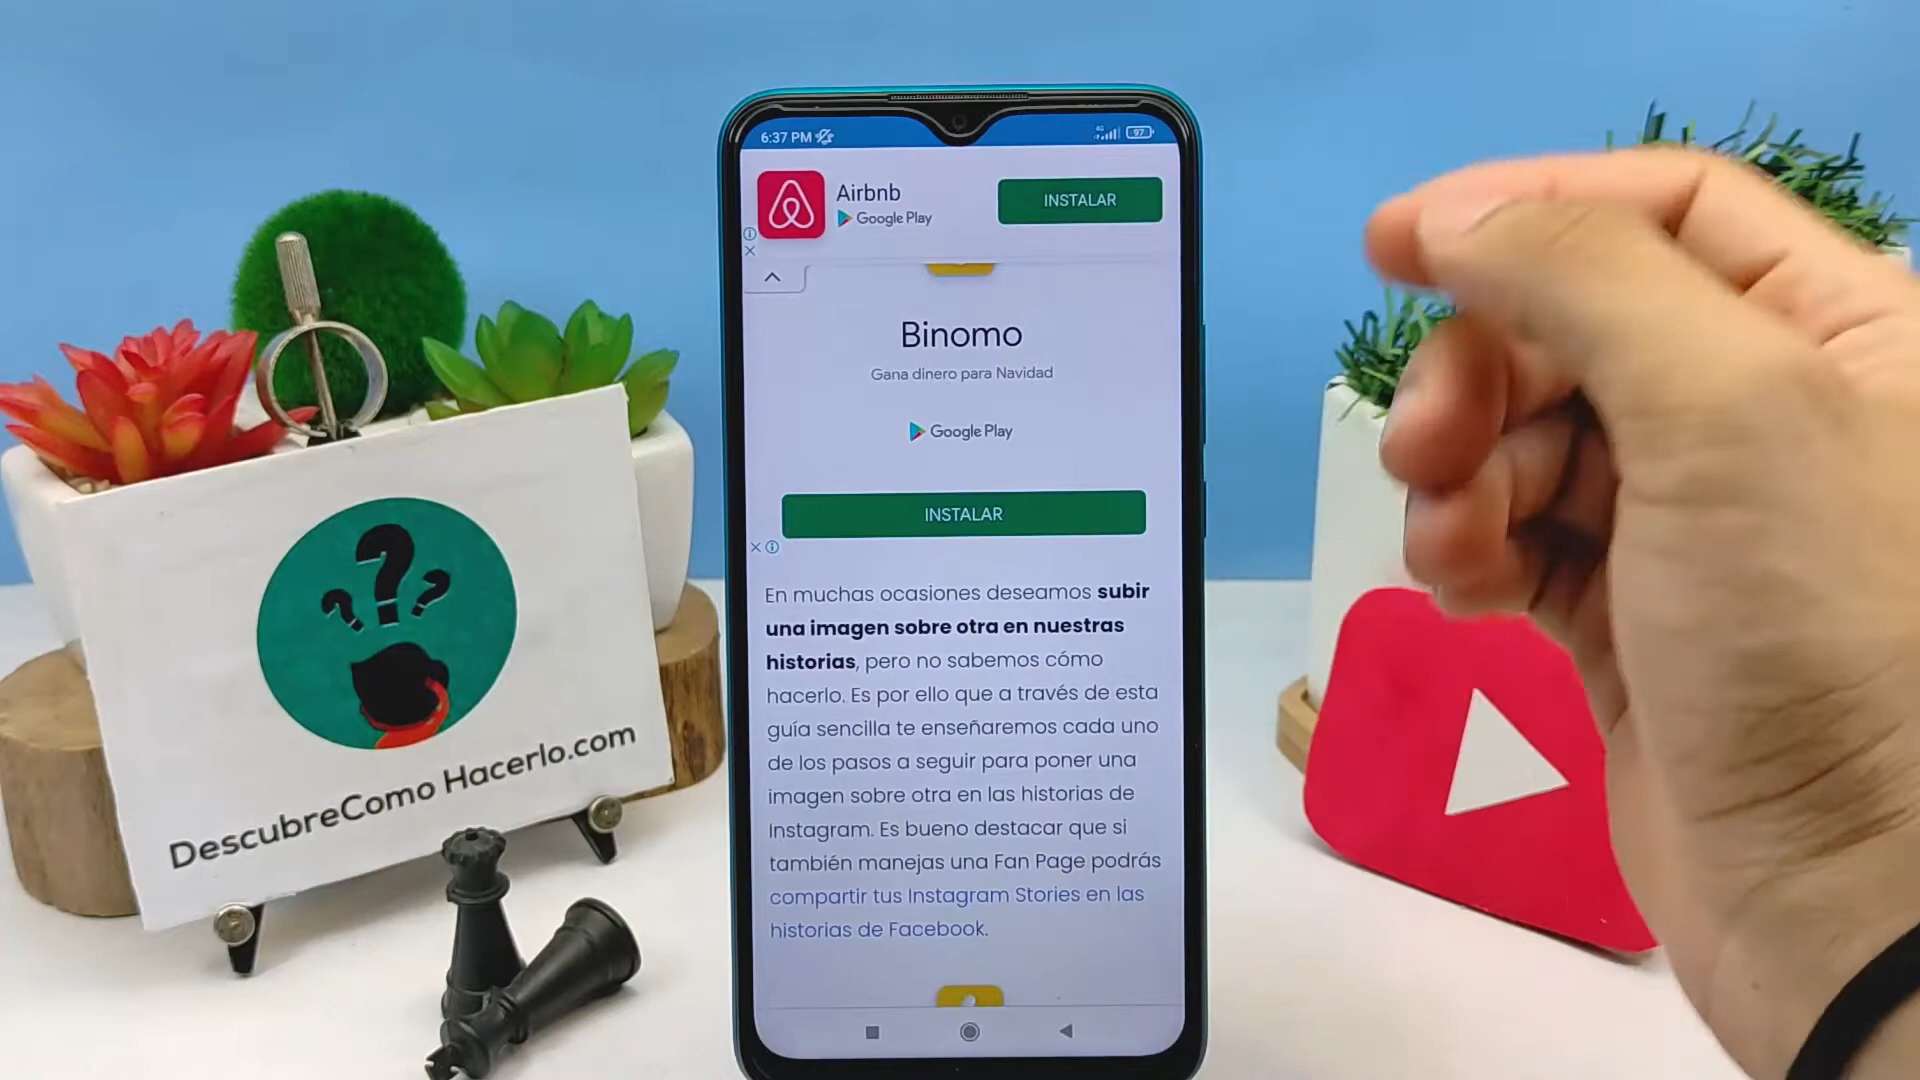 6:37 PM
4G
97
Airbnb
Google Play
INSTALAR
Binomo
Gana dinero para Navidad
Google Play
INSTALAR
En muchas ocasiones deseamos subir
una imagen sobre otra en nuestras
historias, pero no sabemos cómo
hacerlo. Es por ello que a través de esta
guía sencilla te enseñaremos cada uno
de los pasos a seguir para poner una
imagen sobre otra en las historias de
Instagram. Es bueno destacar que si
también manejas una Fan Page podrás
compartir tus Instagram Stories en las
historias de Facebook.
???
DescubreComo Hacerlo.com